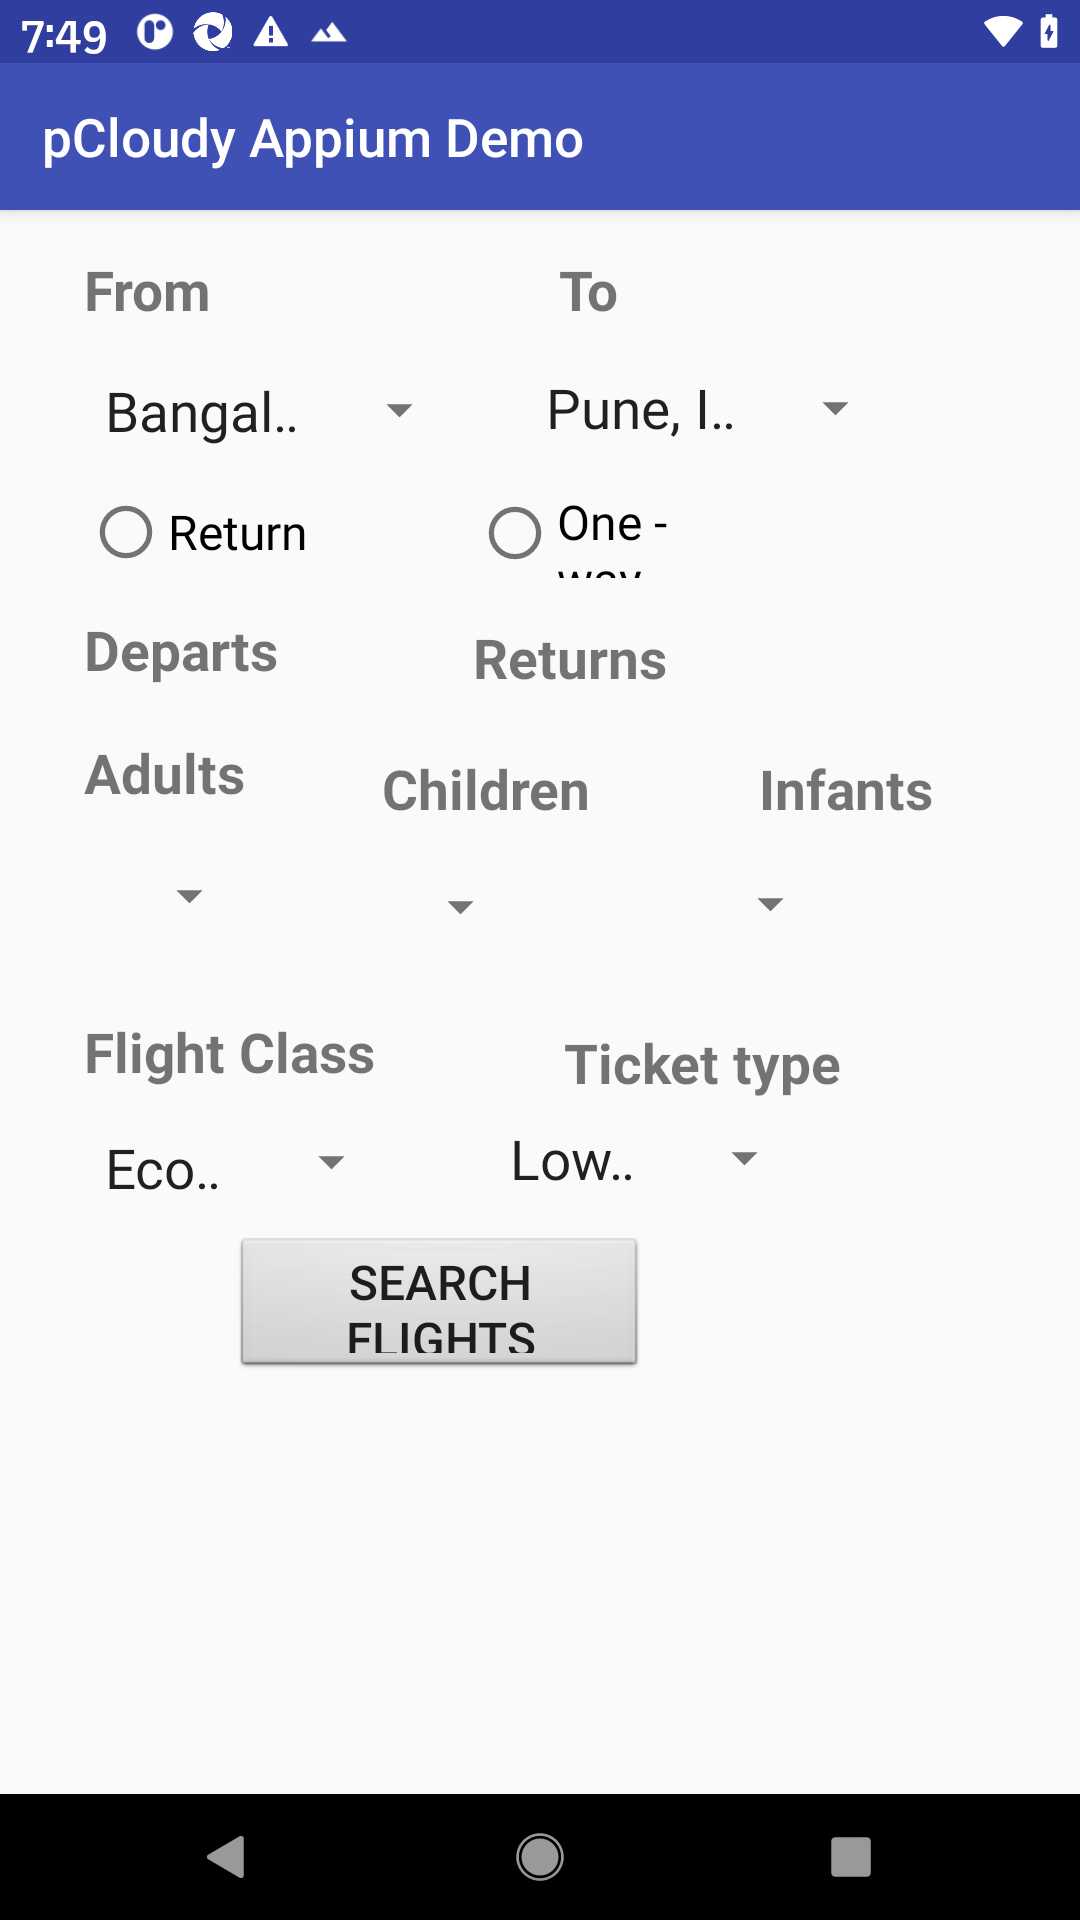 7:49
pCloudy Appium Demo
From
To
Bangal..
Pune, I..
Return
One -
way
Departs
Returns
Adults
Children
Infants
Flight Class
Ticket type
Eco..
Low..
SEARCH
FLIGHTS